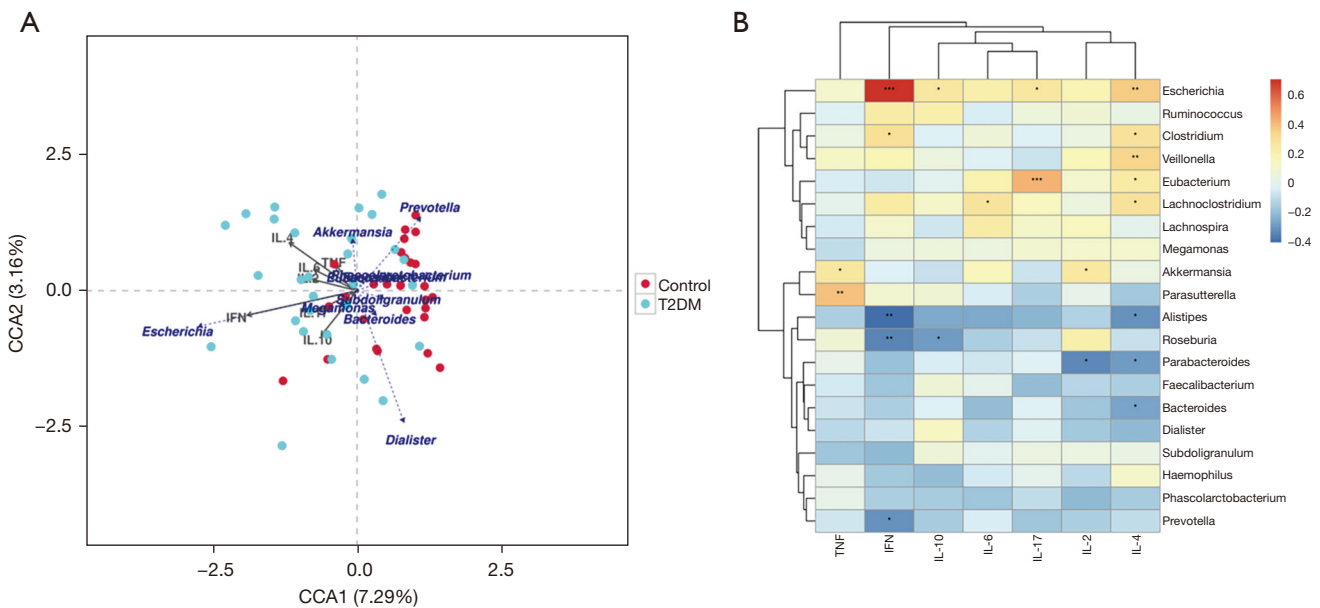 A
CCA2 (3.16%)
2.5
0.0
−2.5
−2.5
0.0
2.5
CCA1 (7.29%)
Prevotella
Akkermansia
IL.4
TNF
IL.6
Subdoligranulum
Megamonas
Bacteroides
IFN
Escherichia
IL.10
Dialister
Control
T2DM
B
Escherichia
Ruminococcus
Clostridium
Veillonella
Eubacterium
Lachnoclostridium
Lachnospira
Megamonas
Akkermansia
Parasutterella
Alistipes
Roseburia
Parabacteroides
Faecalibacterium
Bacteroides
Dialister
Subdoligranulum
Haemophilus
Phascolarctobacterium
Prevotella
TNF
IFN
IL-10
IL-6
IL-17
IL-2
IL-4
0.6
0.4
0.2
0
−0.2
−0.4